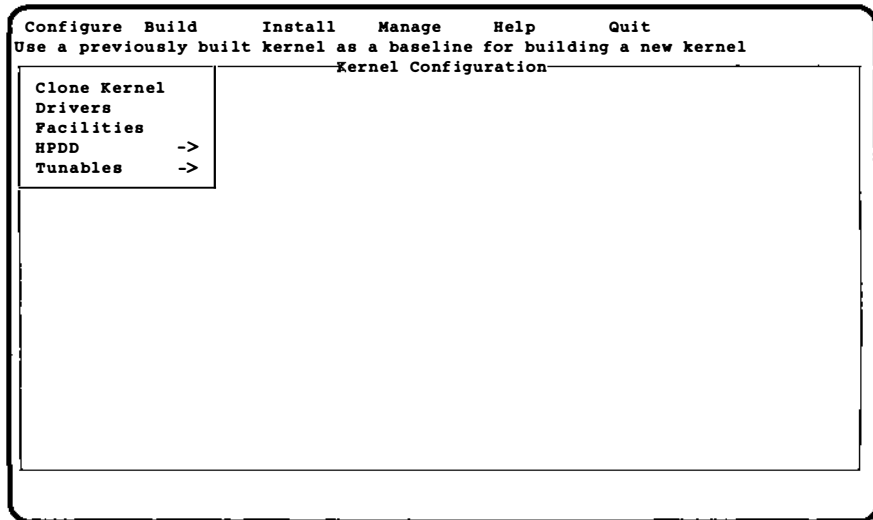 Configure Build Install Manage Help Quit
Use a previously built kernel as a baseline for building a new kernel
Kernel Configuration
Clone Kernel
Drivers
Facilities
HPDD ->
Tunables ->